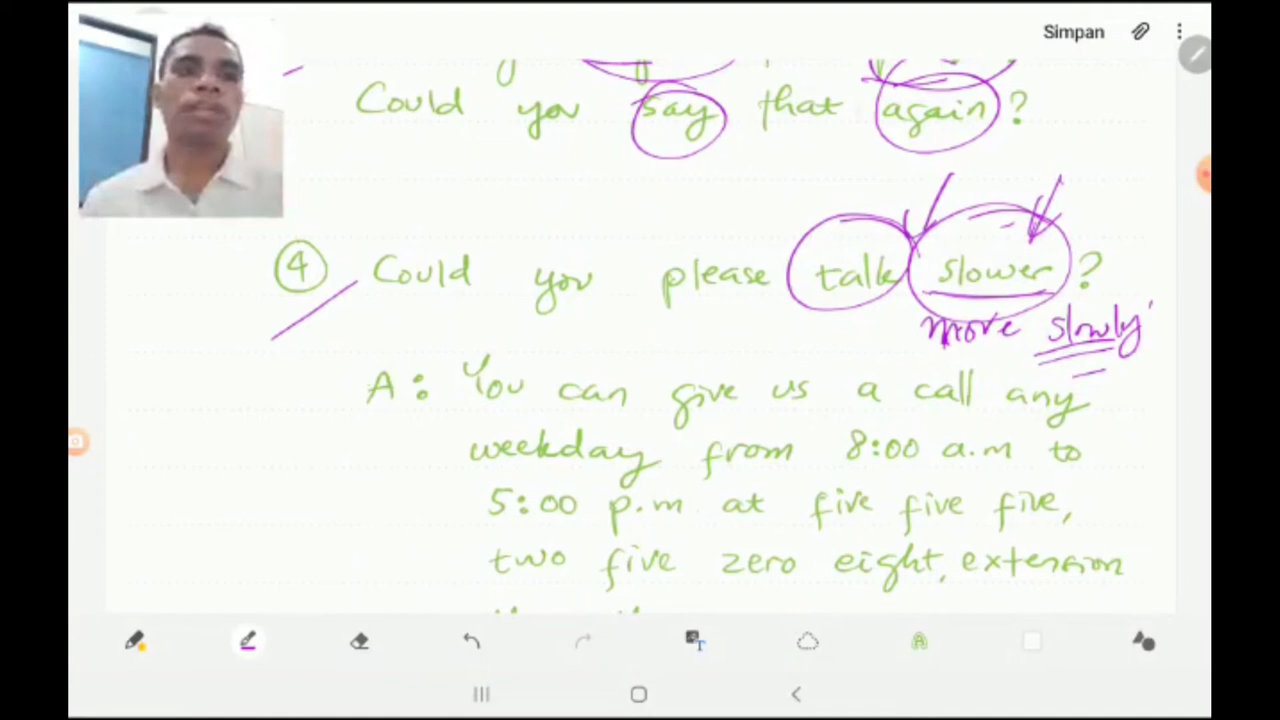 Simpan
Could you say that again?
4 Could you please talk slower?
more slowly
A: You can give us a call any
weekday from 8:00 a.m to
5:00 p.m at five five five,
two five zero eight, extension